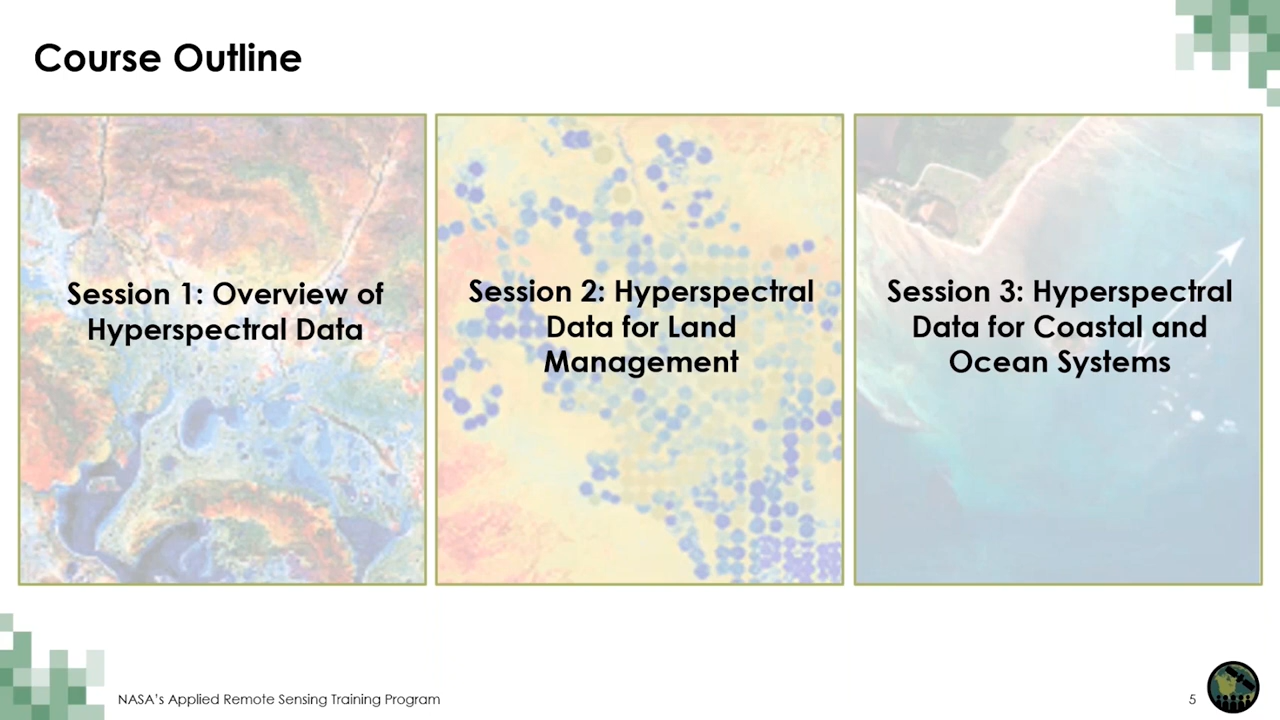 Course Outline
Session 1: Overview of
Hyperspectral Data
Session 2: Hyperspectral
Data for Land
Management
Session 3: Hyperspectral
Data for Coastal and
Ocean Systems
NASA's Applied Remote Sensing Training Program
5